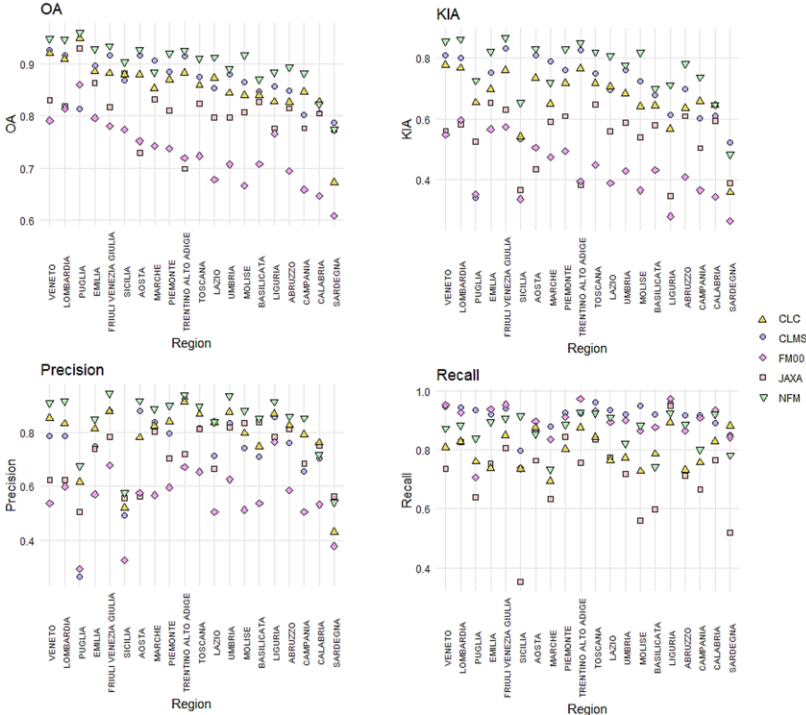 OA
KIA
OA
0.9
0.8
0.7
0.6
KIA
0.8
0.6
0.4
VENETO
LOMBARDIA
PUGLIA
EMILIA
FRIULI VENEZIA GIULIA
SICILIA
AOSTA
MARCHE
PIEMONTE
TRENTINO ALTO ADIGE
TOSCANA
LAZIO
UMBRIA
MOLISE
BASILICATA
LIGURIA
ABRUZZO
CAMPANIA
CALABRIA
SARDEGNA
Region
VENETO
LOMBARDIA
PUGLIA
EMILIA
FRIULI VENEZIA GIULIA
SICILIA
AOSTA
MARCHE
PIEMONTE
TRENTINO ALTO ADIGE
TOSCANA
LAZIO
UMBRIA
MOLISE
BASILICATA
LIGURIA
ABRUZZO
CAMPANIA
CALABRIA
SARDEGNA
Region
CLC
CLMS
FM00
JAXA
NFM
Precision
Recall
Precision
0.8
0.6
0.4
Recall
1.0
0.8
0.6
0.4
VENETO
LOMBARDIA
PUGLIA
EMILIA
FRIULI VENEZIA GIULIA
SICILIA
AOSTA
MARCHE
PIEMONTE
TRENTINO ALTO ADIGE
TOSCANA
LAZIO
UMBRIA
MOLISE
BASILICATA
LIGURIA
ABRUZZO
CAMPANIA
CALABRIA
SARDEGNA
Region
VENETO
LOMBARDIA
PUGLIA
EMILIA
FRIULI VENEZIA GIULIA
SICILIA
AOSTA
MARCHE
PIEMONTE
TRENTINO ALTO ADIGE
TOSCANA
LAZIO
UMBRIA
MOLISE
BASILICATA
LIGURIA
ABRUZZO
CAMPANIA
CALABRIA
SARDEGNA
Region